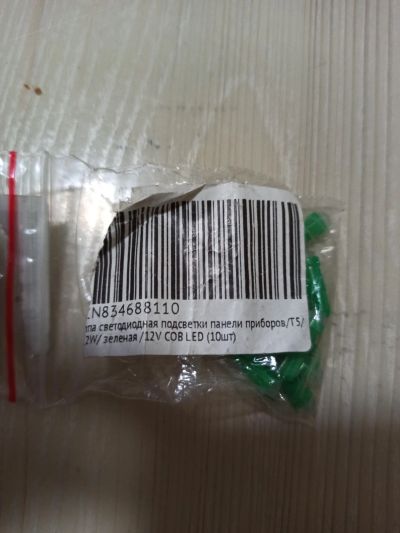 LN834688110
мпа светодиодная подсветки панели приборов/T5/
2W/ зеленая /12V COB LED (10шт)